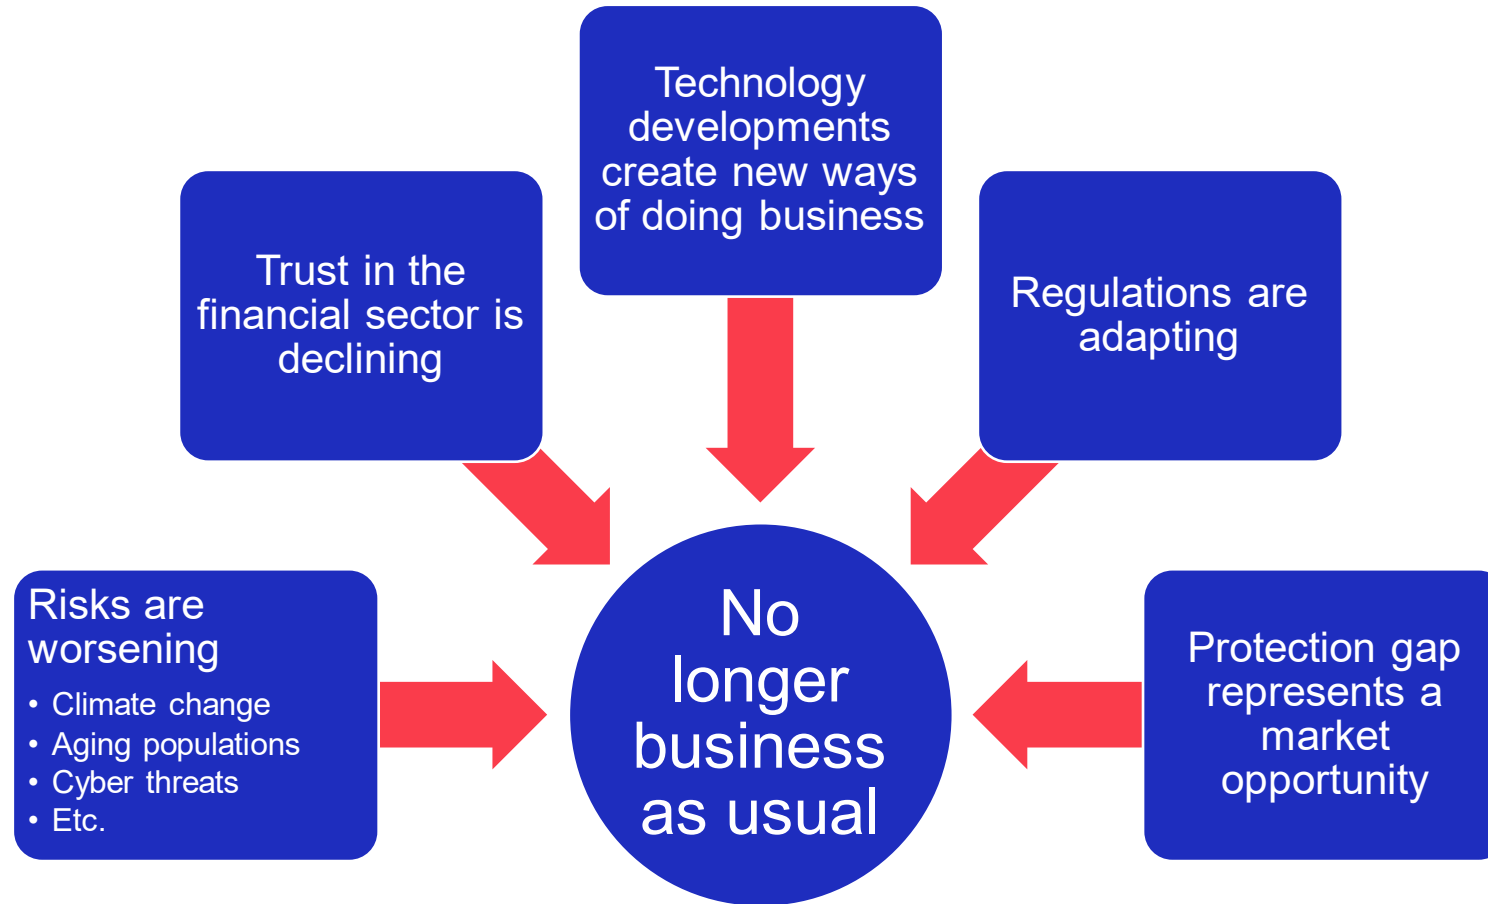 Technology
developments
create new ways
of doing business
Trust in the
financial sector is
declining
Regulations are
adapting
Risks are
worsening
• Climate change
• Aging populations
• Cyber threats
• Etc.
No
longer
business
as usual
Protection gap
represents a
market
opportunity